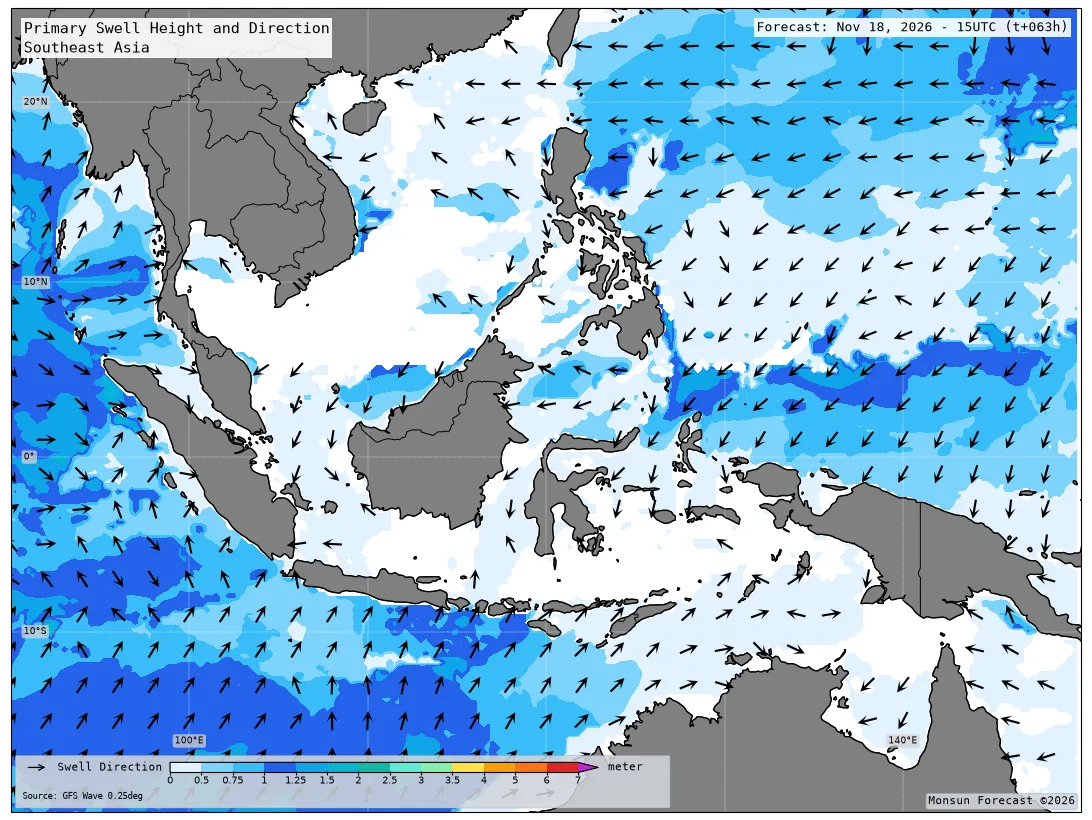 Primary Swell Height and Direction
Southeast Asia
Forecast: Nov 18, 2026 - 15UTC (t+063h)
20°N
10°N
0°
10°S
100°E
140°E
Swell Direction
0 0.5 0.75 1 1.25 1.5 2 2.5 3 3.5 4 5 6 7
meter
Source: GFS Wave 0.25deg
Monsun Forecast ©2026